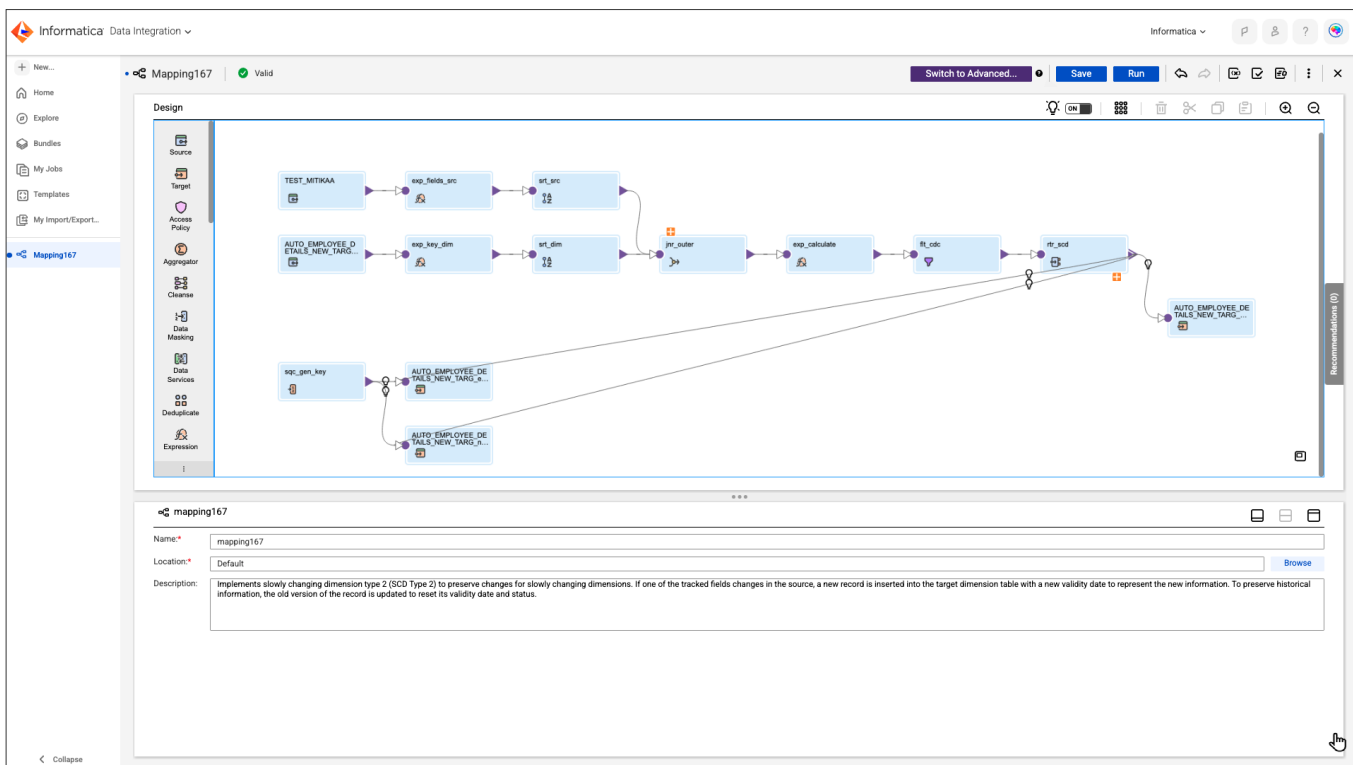 Informatica Data Integration
Informatica
New...
Home
Explore
Bundles
My Jobs
Templates
My Import/Export...
Mapping167
Collapse
Mapping167
Valid
Switch to Advanced...
Save
Run
Design
ON
Source
Target
Access
Policy
Aggregator
Cleanse
Data
Masking
Data
Services
Deduplicate
Expression
TEST_MITIKAA
exp_fields_src
srt_src
AUTO_EMPLOYEE_D
ETAILS_NEW_TARG...
exp_key_dim
srt_dim
jnr_outer
exp_calculate
flt_cdc
rtr_scd
AUTO_EMPLOYEE_DE
TAILS_NEW_TARG_...
sqc_gen_key
AUTO_EMPLOYEE_DE
TAILS_NEW_TARG_e...
AUTO_EMPLOYEE_DE
TAILS_NEW_TARG_n...
Recommendations (0)
mapping167
Name:*
mapping167
Location:*
Default
Browse
Description:
Implements slowly changing dimension type 2 (SCD Type 2) to preserve changes for slowly changing dimensions. If one of the tracked fields changes in the source, a new record is inserted into the target dimension table with a new validity date to represent the new information. To preserve historical
information, the old version of the record is updated to reset its validity date and status.